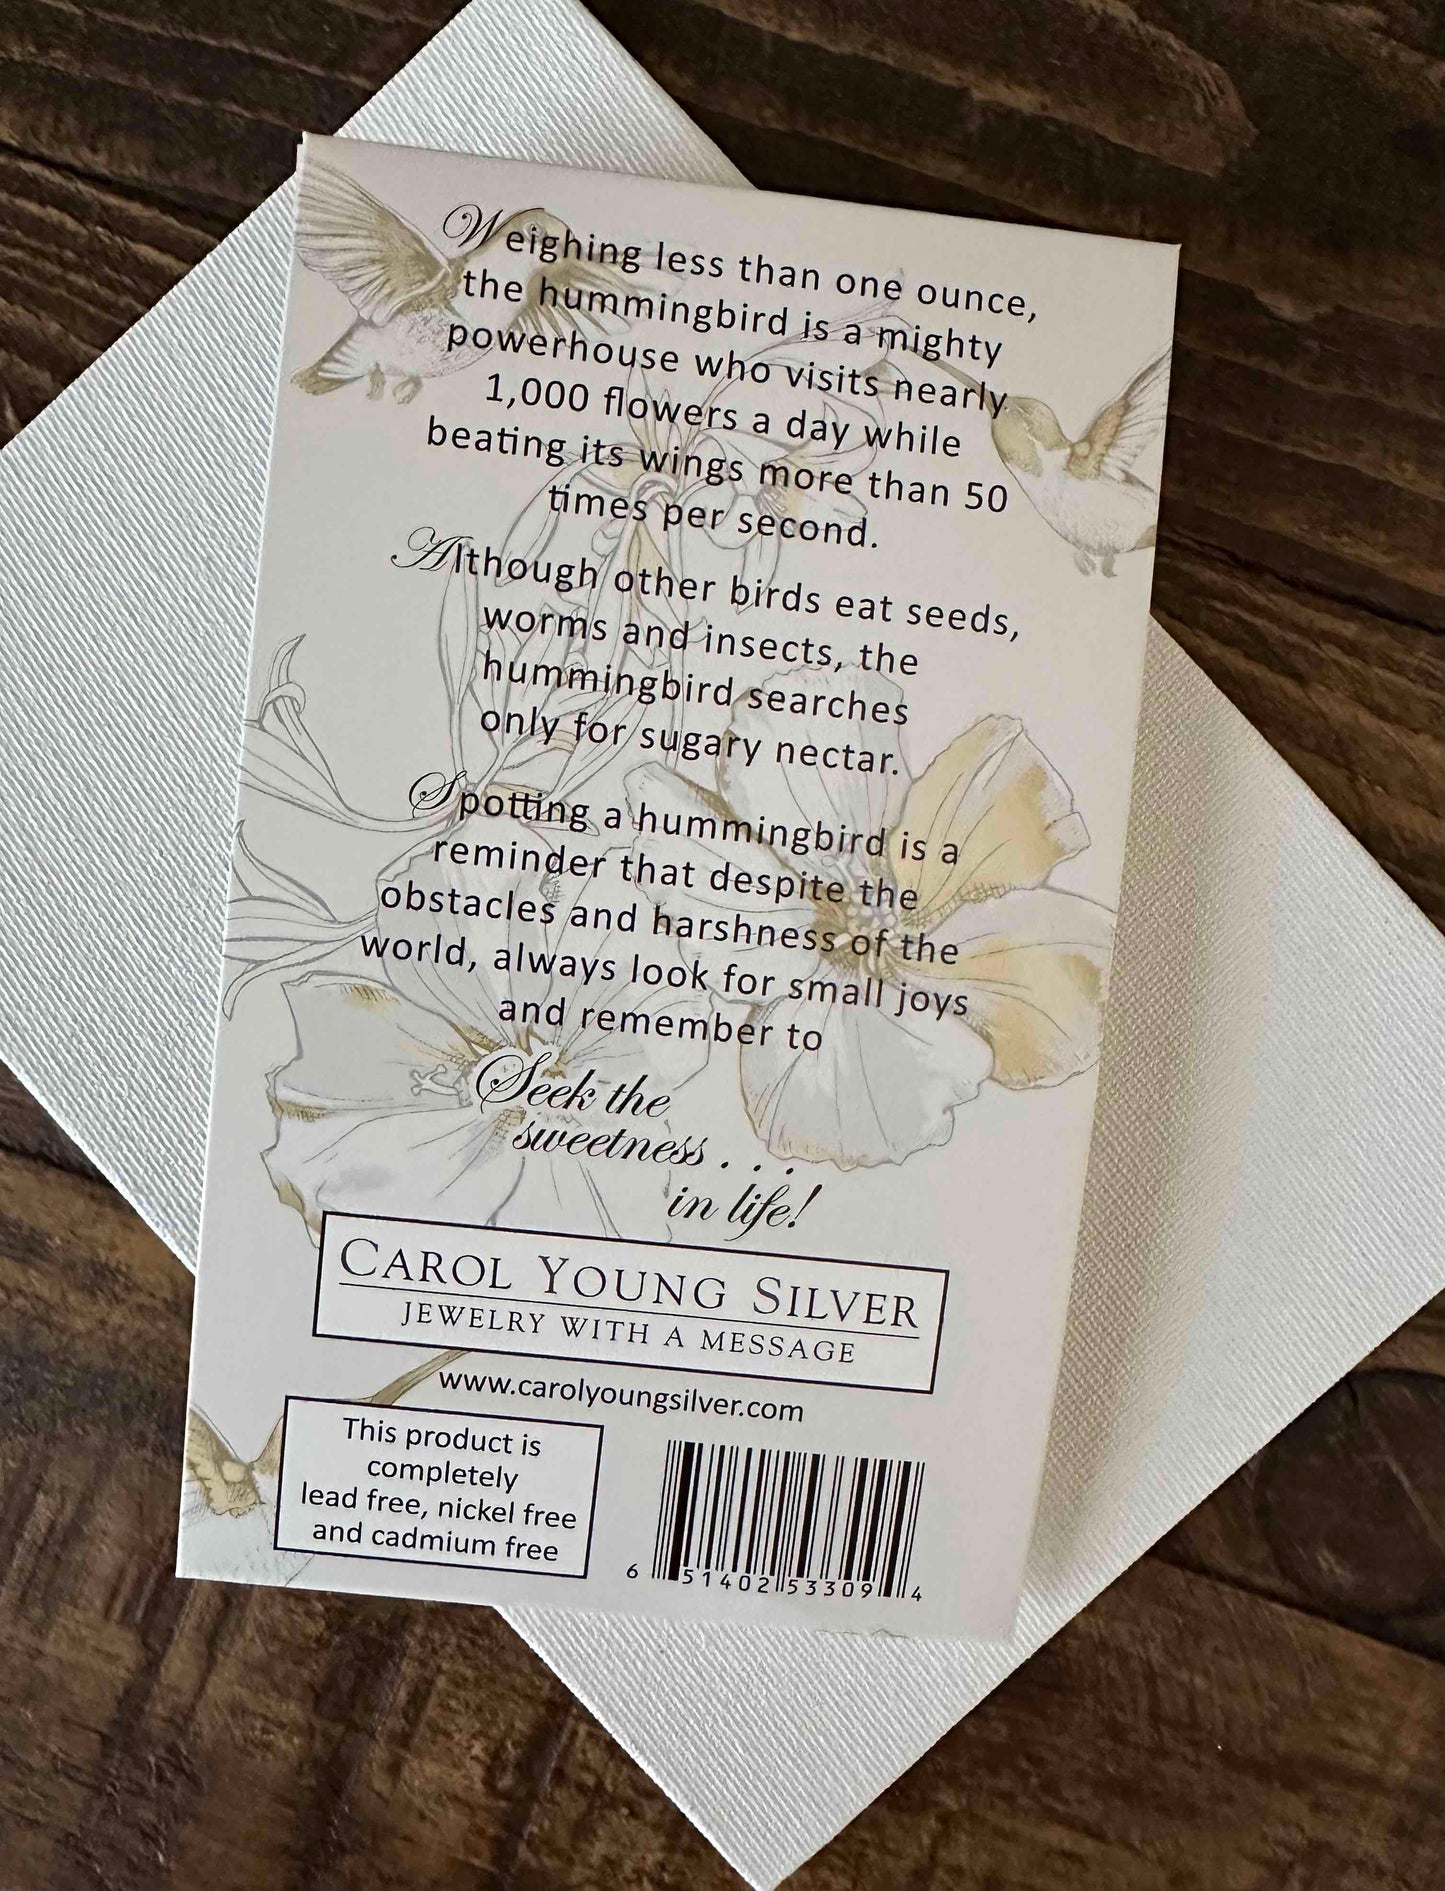 Weighing less than one ounce,
the hummingbird is a mighty
powerhouse who visits nearly
1,000 flowers a day while
beating its wings more than 50
times per second.
Although other birds eat seeds,
worms and insects, the
hummingbird searches
only for sugary nectar.
Spotting a hummingbird is a
reminder that despite the
obstacles and harshness of the
world, always look for small joys
and remember to
Seek the
sweetness . . .
in life!
CAROL YOUNG SILVER
JEWELRY WITH A MESSAGE
www.carolyoungsilver.com
This product is
completely
lead free, nickel free
and cadmium free
6 51402 53309 4